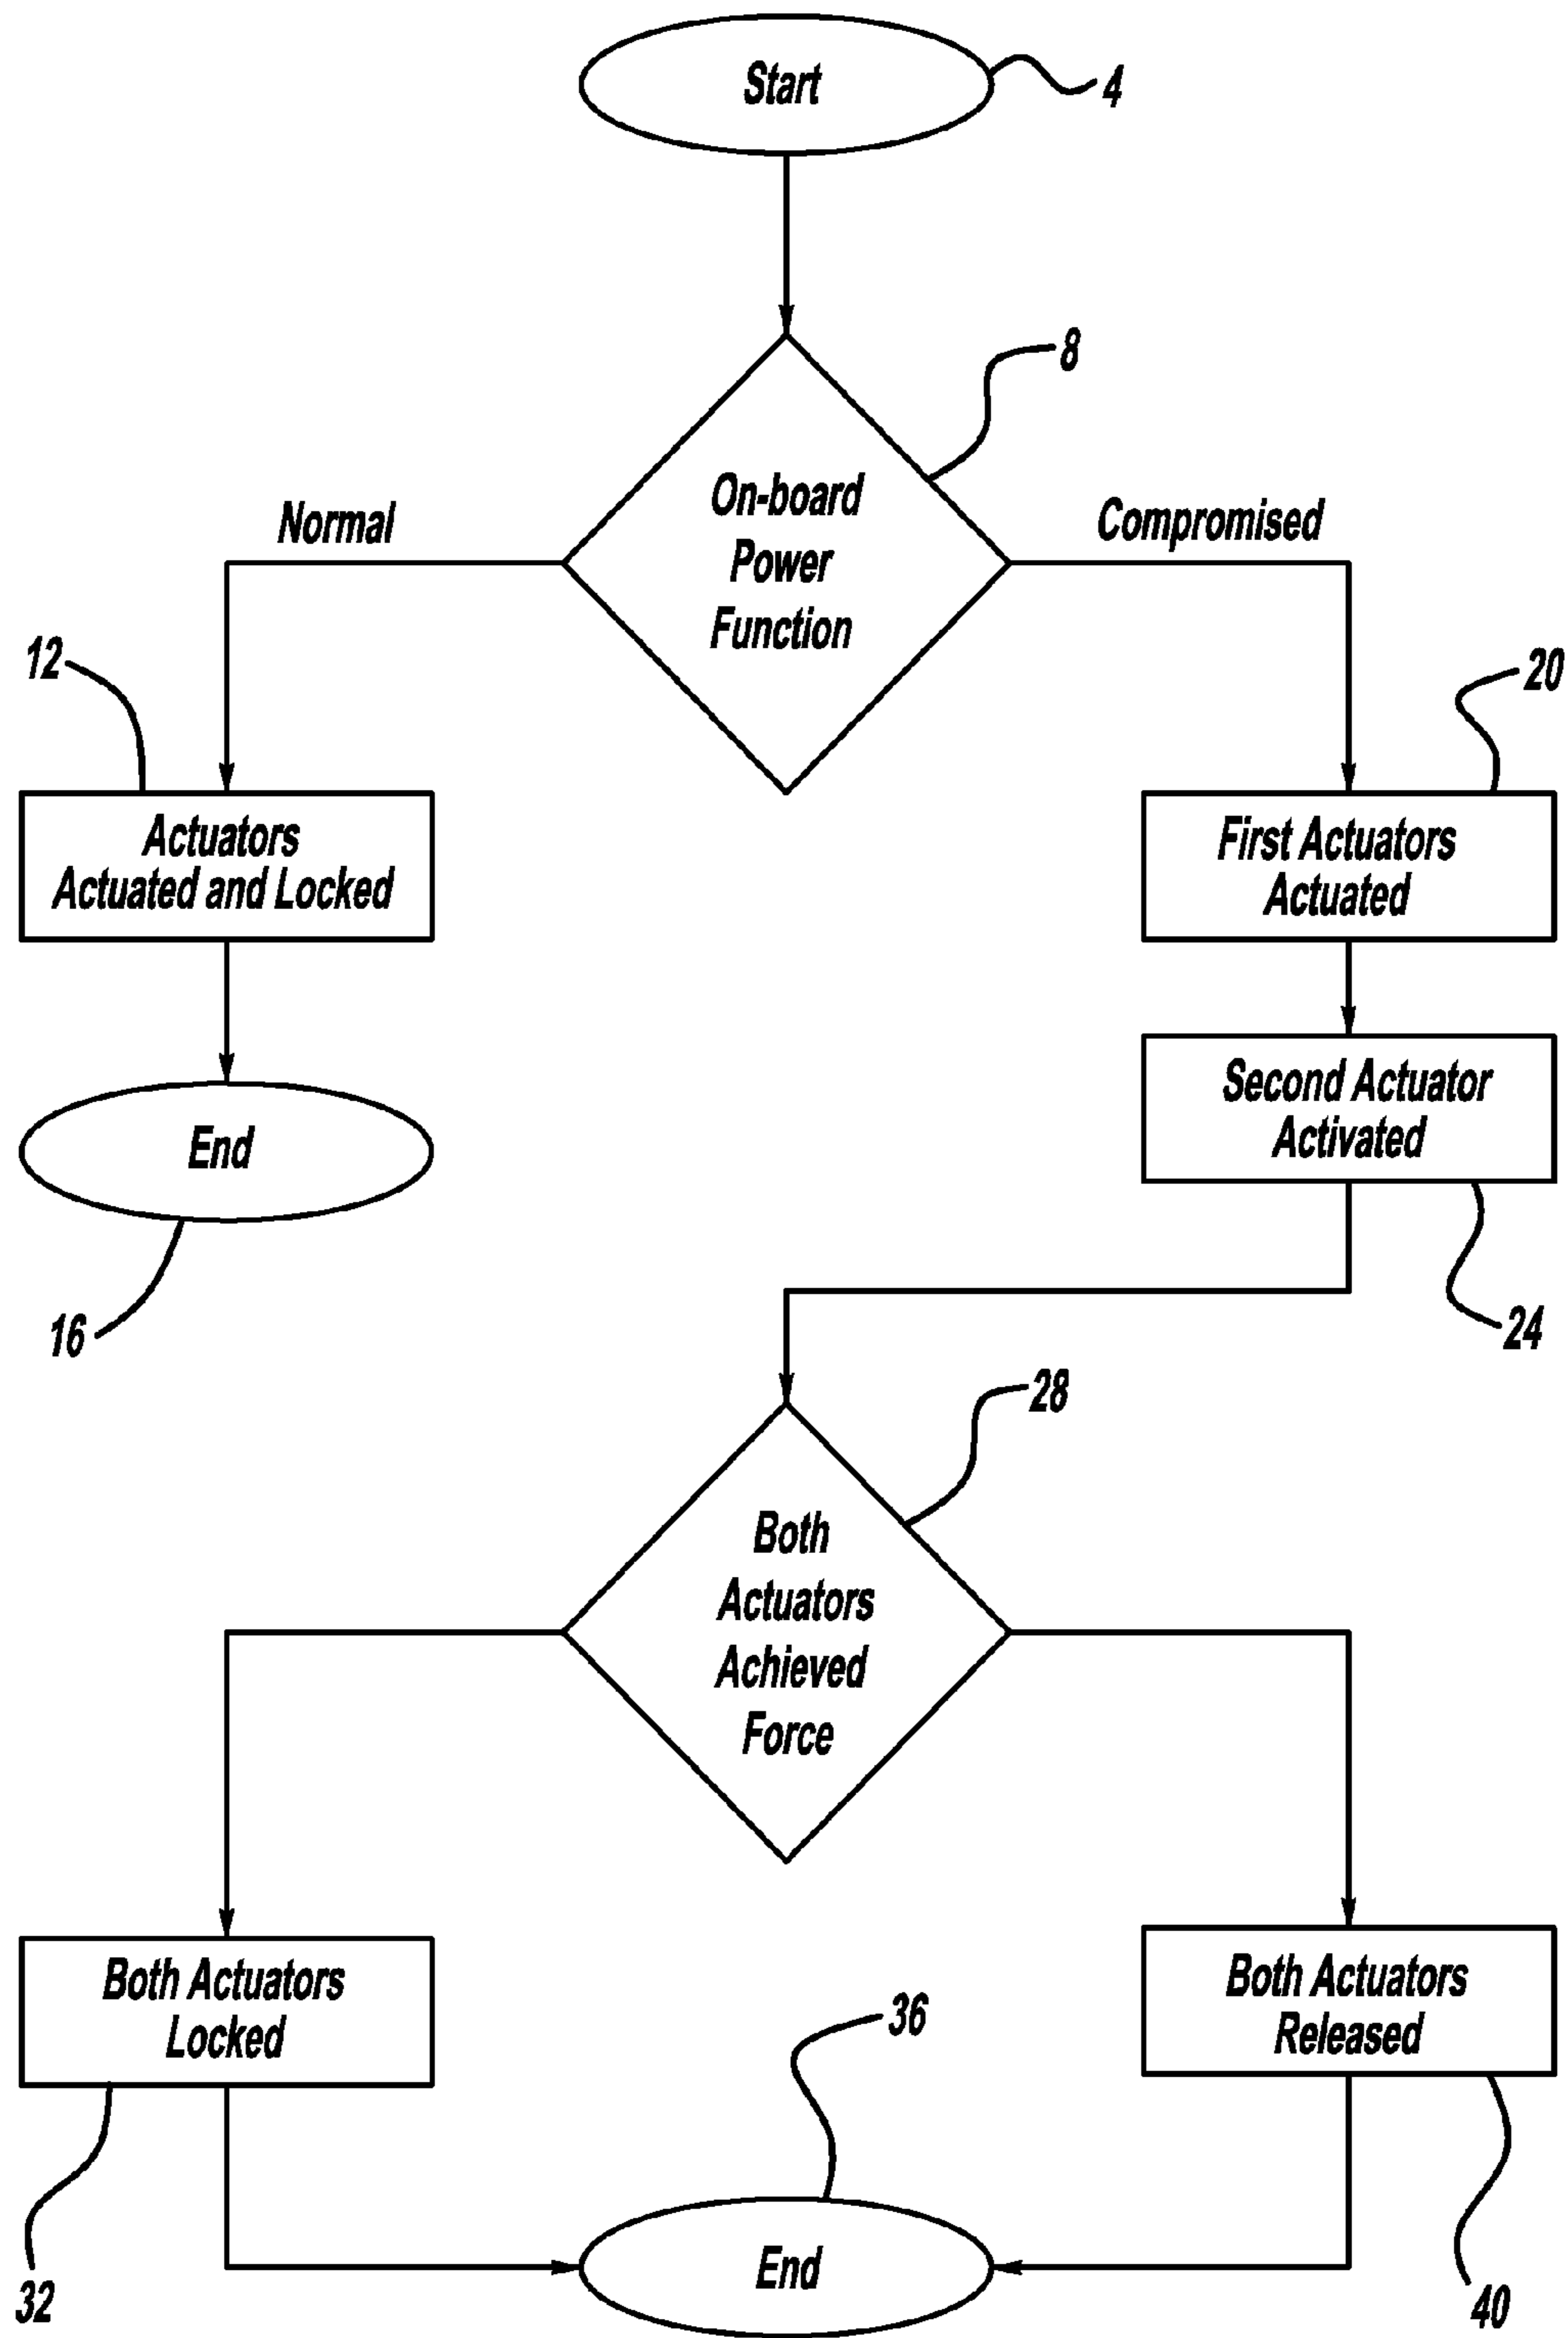 Start
4
8
On-board
Power
Function
Normal
Compromised
12
20
Actuators
Actuated and Locked
First Actuators
Actuated
Second Actuator
Activated
End
16
24
28
Both
Actuators
Achieved
Force
Both Actuators
Locked
Both Actuators
Released
36
End
32
40